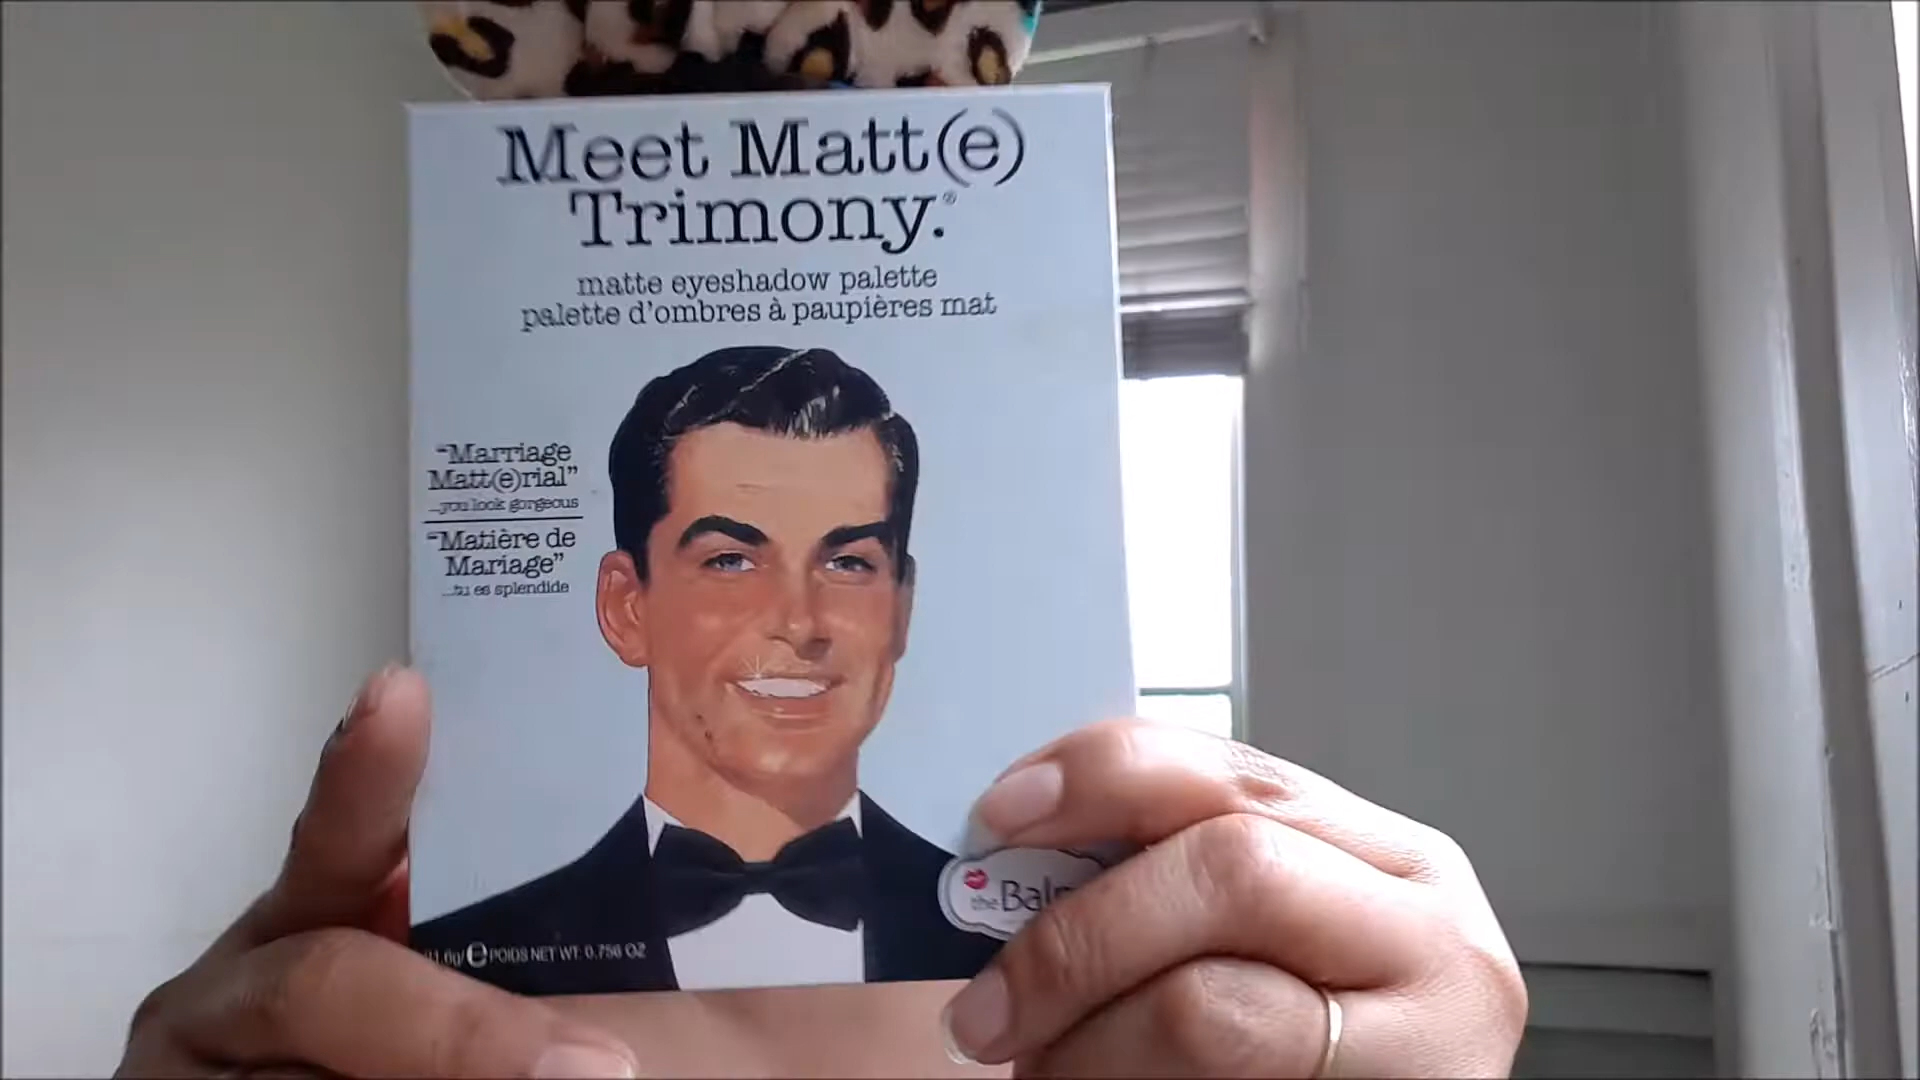 Meet Matt(e)
Trimony.®
matte eyeshadow palette
palette d'ombres à paupières mat
"Marriage
Matt(e)rial"
...you look gorgeous
"Matière de
Mariage"
...tu es splendide
the
POIDS NET WT. 0.756 OZ